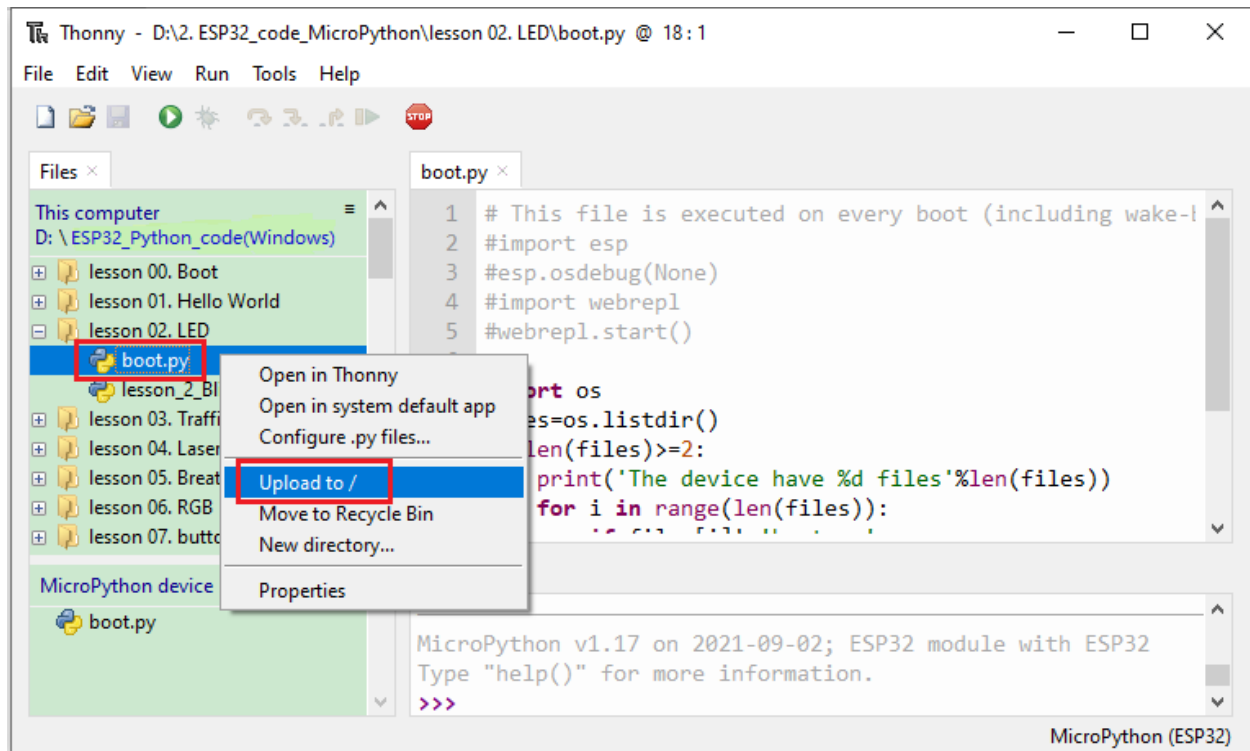 Thonny - D:\2. ESP32_code_MicroPython\lesson 02. LED\boot.py @ 18:1
File Edit View Run Tools Help
STOP
Files
This computer
D: \ ESP32_Python_code(Windows)
lesson 00. Boot
lesson 01. Hello World
lesson 02. LED
boot.py
lesson_2_Bl
lesson 03. Traffi
lesson 04. Laser
lesson 05. Breat
lesson 06. RGB
lesson 07. butto
MicroPython device
boot.py
Open in Thonny
Open in system default app
Configure .py files...
Upload to /
Move to Recycle Bin
New directory...
Properties
boot.py
1 # This file is executed on every boot (including wake-
2 #import esp
3 #esp.osdebug(None)
4 #import webrepl
5 #webrepl.start()
ort os
es=os.listdir()
len(files)>=2:
print('The device have %d files'%len(files))
for i in range(len(files)):
MicroPython v1.17 on 2021-09-02; ESP32 module with ESP32
Type "help()" for more information.
>>>
MicroPython (ESP32)